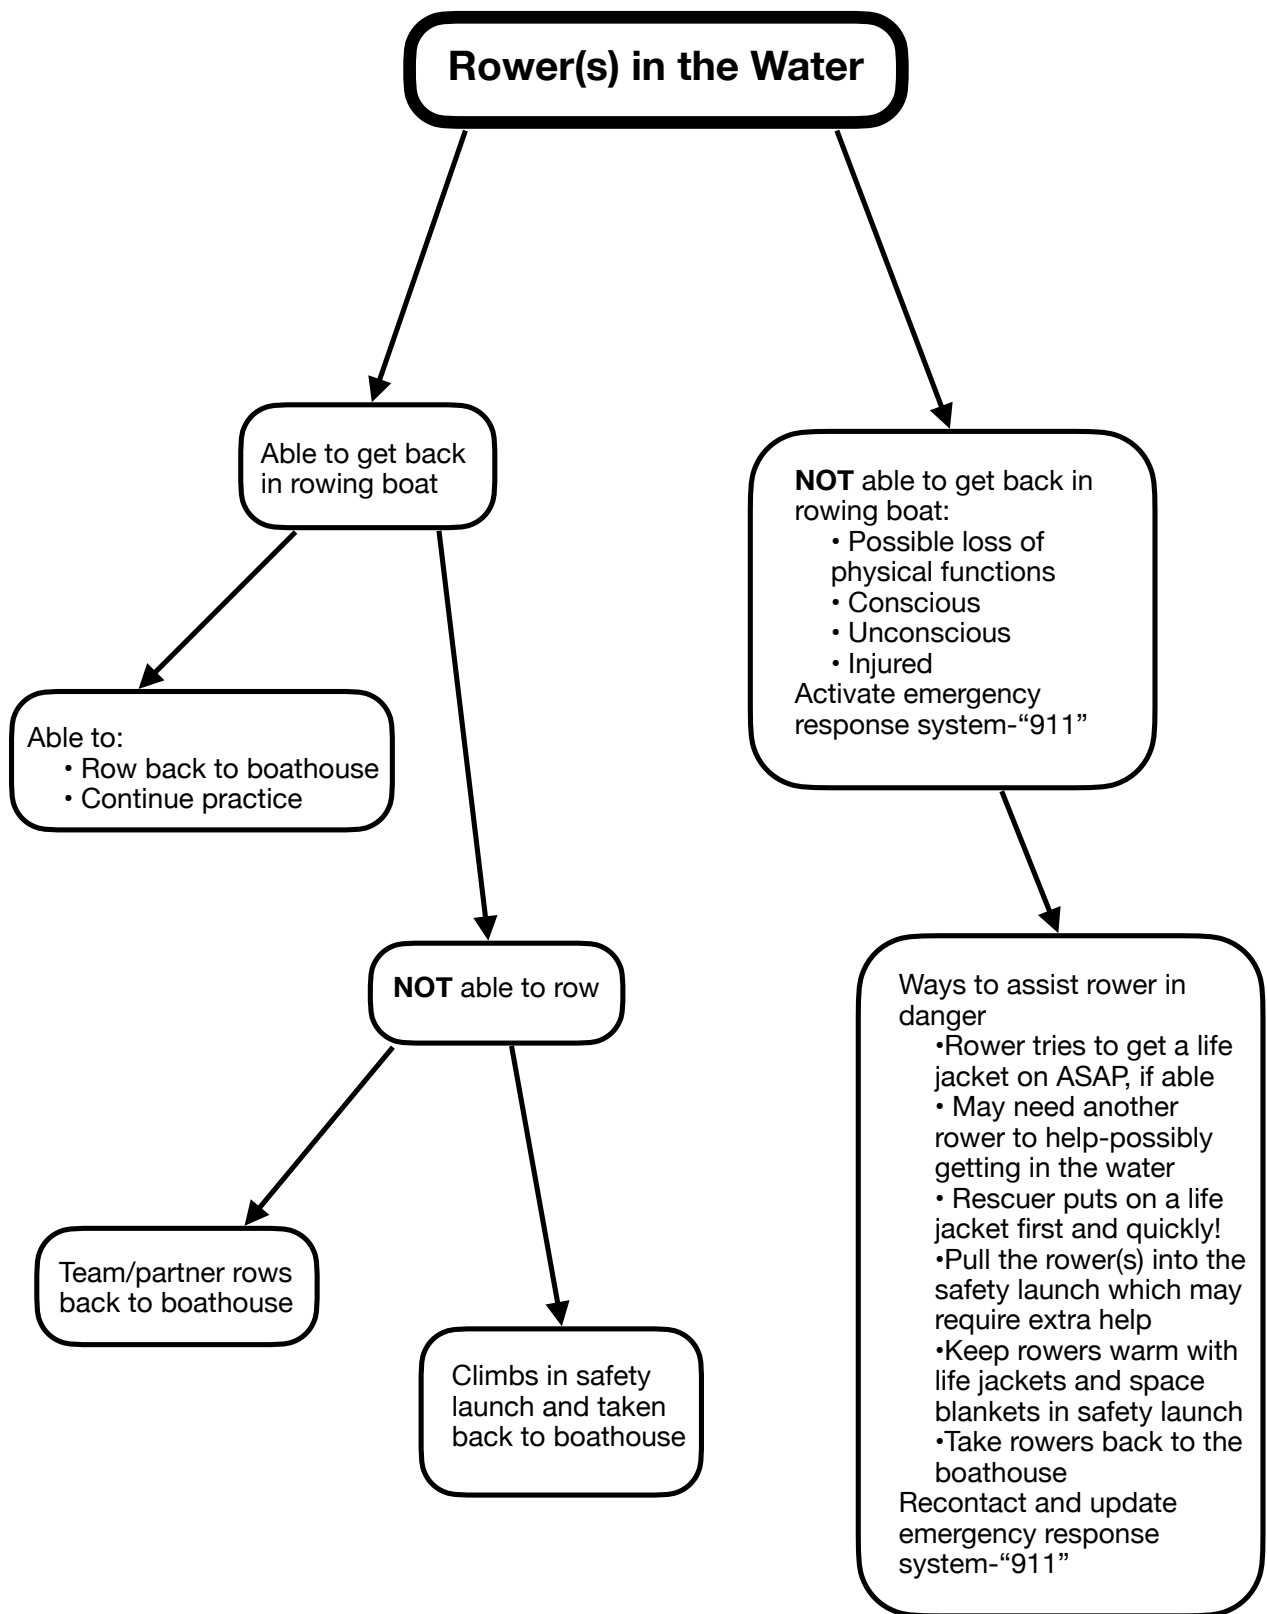 Rower(s) in the Water
Able to get back
in rowing boat
NOT able to get back in
rowing boat:
• Possible loss of
physical functions
• Conscious
• Unconscious
• Injured
Activate emergency
response system-“911”
Able to:
• Row back to boathouse
• Continue practice
NOT able to row
Ways to assist rower in
danger
•Rower tries to get a life
jacket on ASAP, if able
• May need another
rower to help-possibly
getting in the water
• Rescuer puts on a life
jacket first and quickly!
•Pull the rower(s) into the
safety launch which may
require extra help
•Keep rowers warm with
life jackets and space
blankets in safety launch
•Take rowers back to the
boathouse
Recontact and update
emergency response
system-“911”
Team/partner rows
back to boathouse
Climbs in safety
launch and taken
back to boathouse